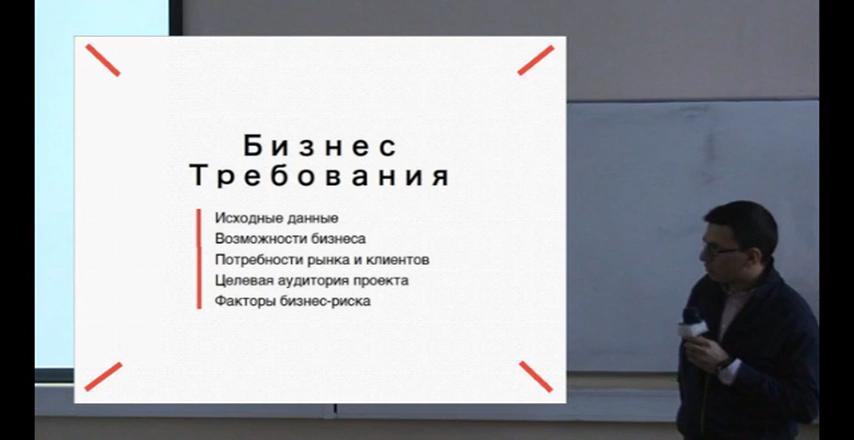 Бизнес
Требования
Исходные данные
Возможности бизнеса
Потребности рынка и клиентов
Целевая аудитория проекта
Факторы бизнес-риска